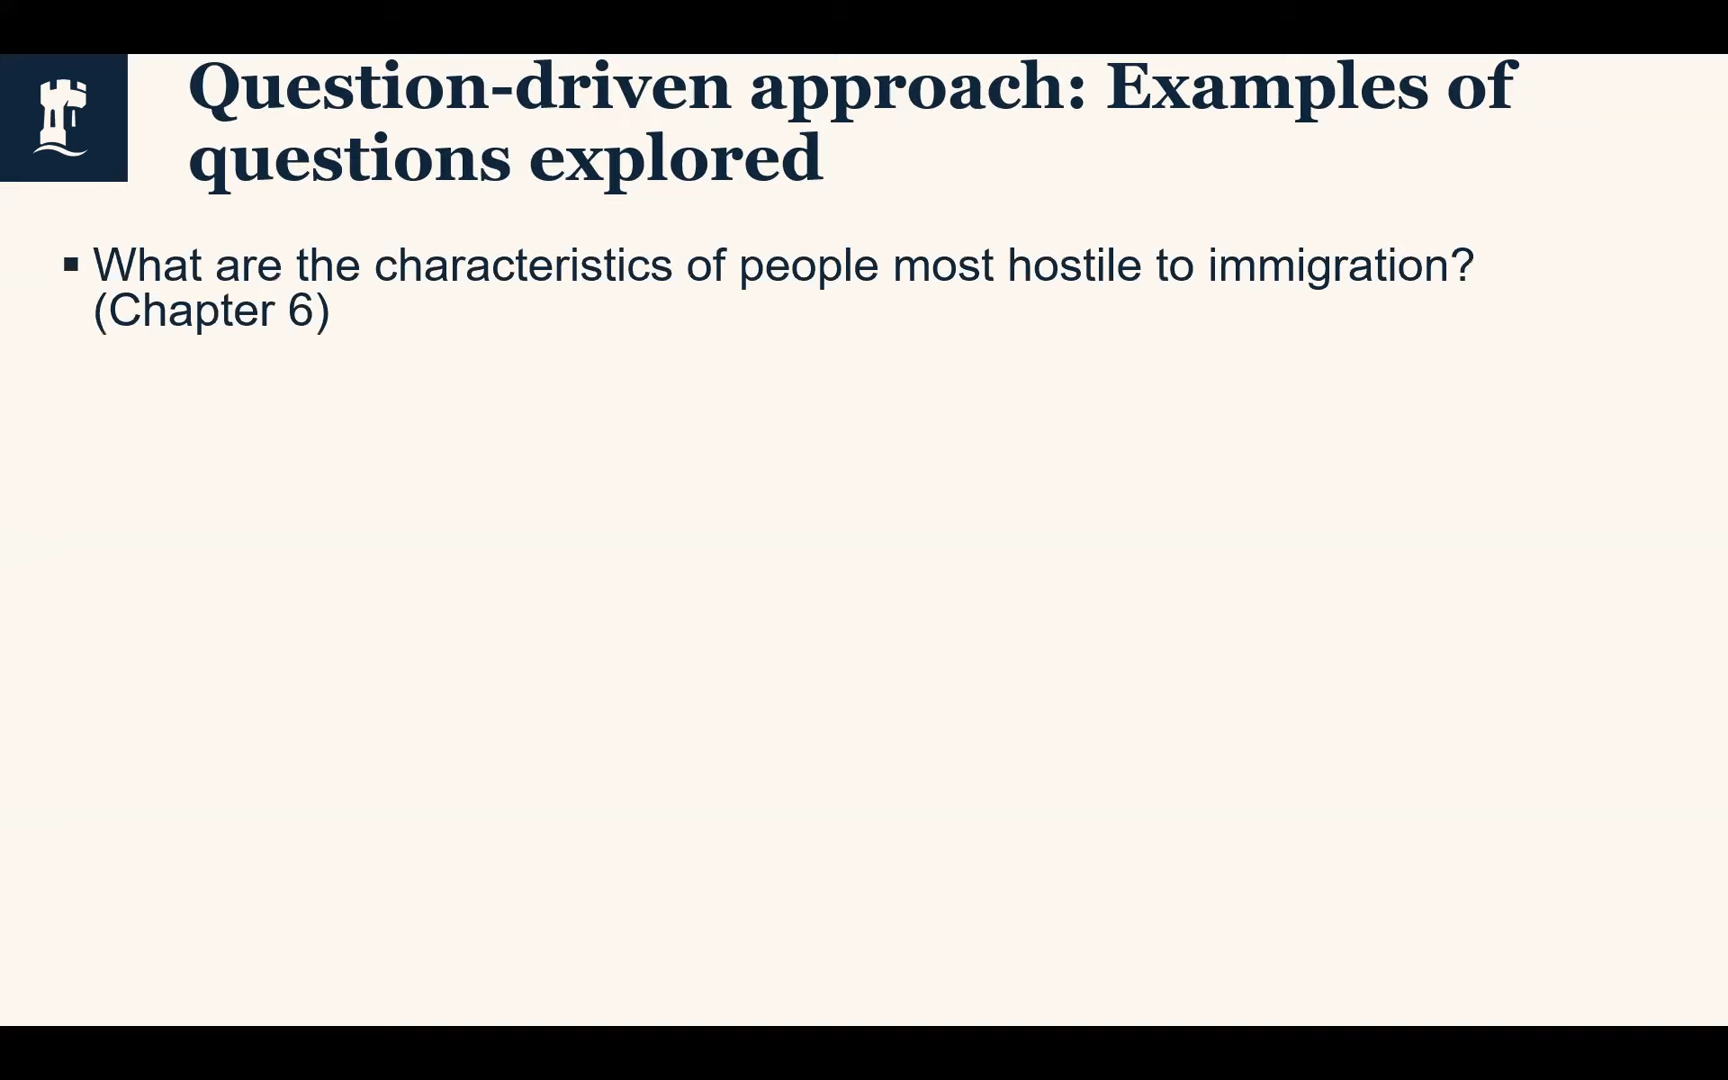 Question-driven approach: Examples of
questions explored
▪ What are the characteristics of people most hostile to immigration?
(Chapter 6)